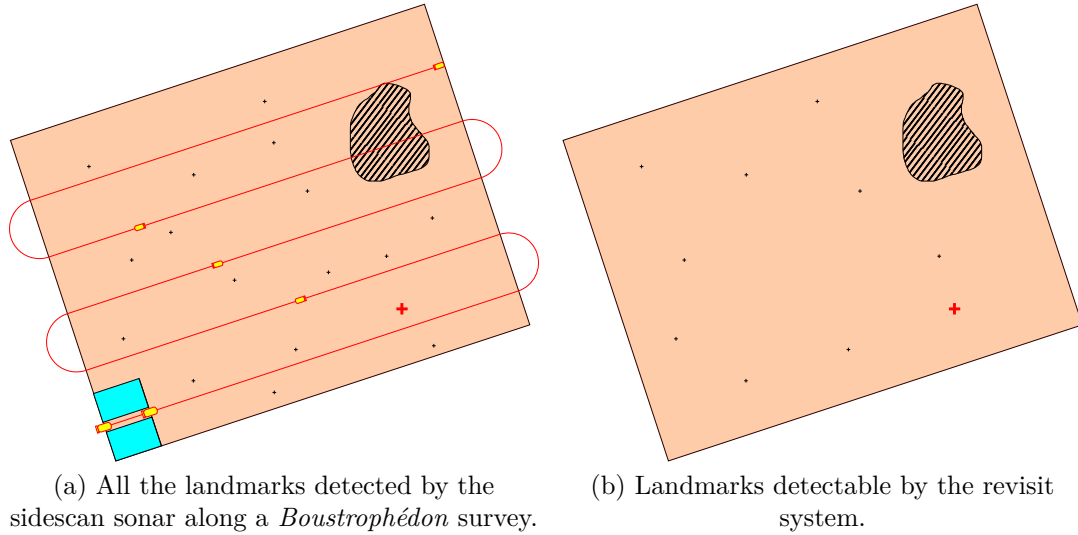 (a) All the landmarks detected by the
sidescan sonar along a Boustrophédon survey.
(b) Landmarks detectable by the revisit
system.